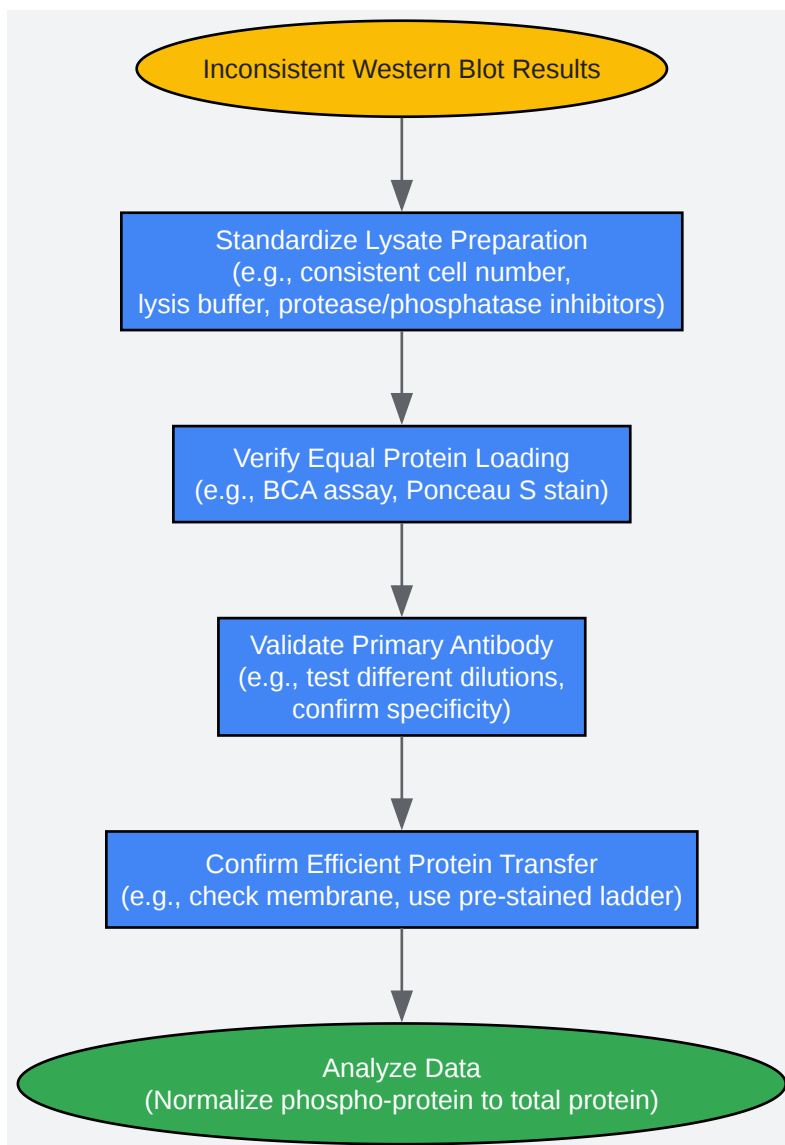 Inconsistent Western Blot Results
Standardize Lysate Preparation
(e.g., consistent cell number,
lysis buffer, protease/phosphatase inhibitors)
Verify Equal Protein Loading
(e.g., BCA assay, Ponceau S stain)
Validate Primary Antibody
(e.g., test different dilutions,
confirm specificity)
Confirm Efficient Protein Transfer
(e.g., check membrane, use pre-stained ladder)
Analyze Data
(Normalize phospho-protein to total protein)